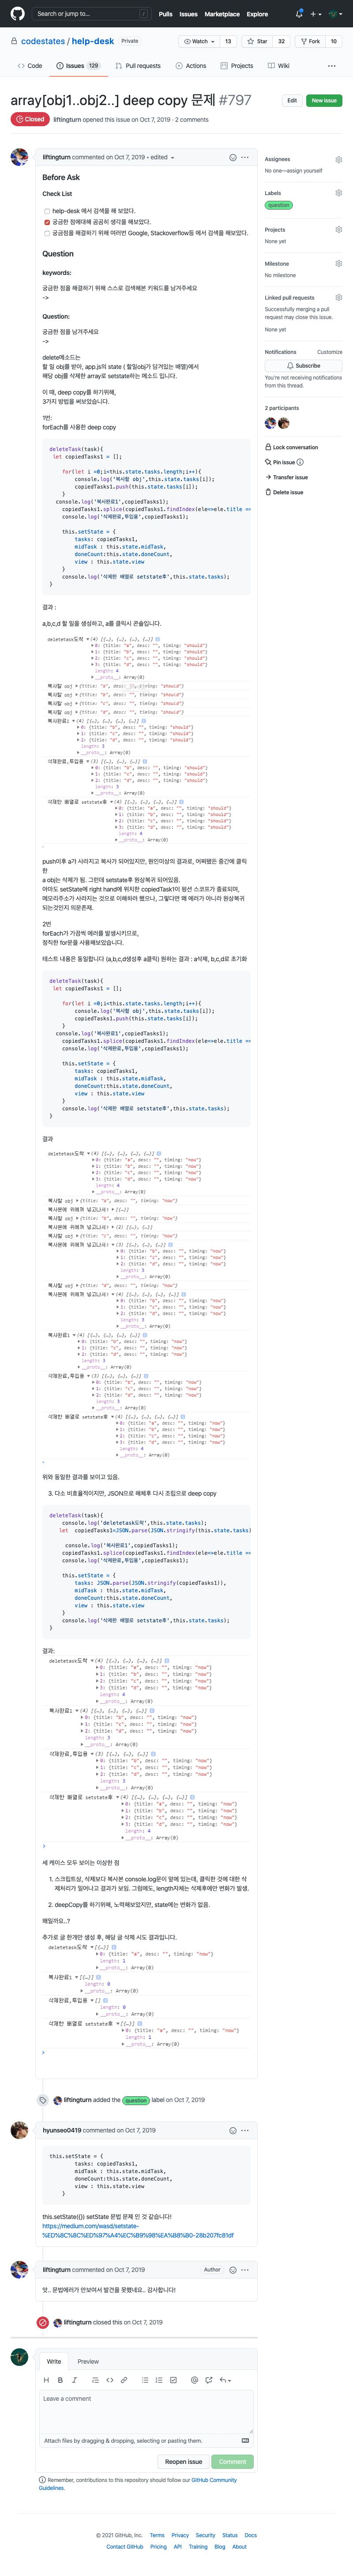 Search or jump to...
/
Pulls Issues Marketplace Explore
codestates / help-desk Private
Watch 13 Star 32 Fork 10
Code Issues 129 Pull requests Actions Projects Wiki
array[obj1..obj2..] deep copy 문제 #797
Edit New issue
Closed liftingturn opened this issue on Oct 7, 2019 · 2 comments
liftingturn commented on Oct 7, 2019 • edited
Before Ask
Check List
help-desk 에서 검색을 해 보았다.
궁금한 점에대해 곰곰히 생각을 해보았다.
궁금점을 해결하기 위해 여러번 Google, Stackoverflow등 에서 검색을 해보았다.
Question
keywords:
궁금한 점을 해결하기 위해 스스로 검색해본 키워드를 남겨주세요
->
Question:
궁금한 점을 남겨주세요
->
delete메소드는
할 일 obj를 받아, app.js의 state ( 할일obj가 담겨있는 배열)에서
해당 obj를 삭제한 array로 setstate하는 메소드 입니다.
이 때, deep copy를 하기위해,
3가지 방법을 써보았습니다.
1번:
forEach를 사용한 deep copy
deleteTask(task){
let copiedTasks1 = [];
for(let i =0;i<this.state.tasks.length;i++){
console.log('복사할 obj',this.state.tasks[i]);
copiedTasks1.push(this.state.tasks[i]);
}
console.log('복사완료1',copiedTasks1);
copiedTasks1.splice(copiedTasks1.findIndex(ele=>ele.title ==
console.log('삭제완료,투입용',copiedTasks1);
this.setState = {
tasks: copiedTasks1,
midTask : this.state.midTask,
doneCount:this.state.doneCount,
view : this.state.view
}
console.log('삭제한 배열로 setstate후',this.state.tasks);
}
결과 :
a,b,c,d 할 일을 생성하고, a를 클릭시 콘솔입니다.
deletetask도착 (4) [{…}, {…}, {…}, {…}]
0: {title: "a", desc: "", timing: "should"}
1: {title: "b", desc: "", timing: "should"}
2: {title: "c", desc: "", timing: "should"}
3: {title: "d", desc: "", timing: "should"}
length: 4
__proto__: Array(0)
복사할 obj {title: "a", desc: "", timing: "should"}
복사할 obj {title: "b", desc: "", timing: "should"}
복사할 obj {title: "c", desc: "", timing: "should"}
복사할 obj {title: "d", desc: "", timing: "should"}
복사완료1 (4) [{…}, {…}, {…}, {…}]
0: {title: "b", desc: "", timing: "should"}
1: {title: "c", desc: "", timing: "should"}
2: {title: "d", desc: "", timing: "should"}
length: 3
__proto__: Array(0)
삭제완료,투입용 (3) [{…}, {…}, {…}]
0: {title: "b", desc: "", timing: "should"}
1: {title: "c", desc: "", timing: "should"}
2: {title: "d", desc: "", timing: "should"}
length: 3
__proto__: Array(0)
삭제한 배열로 setstate후 (4) [{…}, {…}, {…}, {…}]
0: {title: "a", desc: "", timing: "should"}
1: {title: "b", desc: "", timing: "should"}
2: {title: "c", desc: "", timing: "should"}
3: {title: "d", desc: "", timing: "should"}
length: 4
__proto__: Array(0)
push이후 a가 사라지고 복사가 되어있지만, 원인미상의 결과로, 어쩌됐든 중간에 클릭한
a obj는 삭제가 됨. 그런데 setstate후 원상복귀 되어있음.
아마도 setState에 right hand에 위치한 copiedTask1이 펑션 스코프가 종료되며,
메모리주소가 사라지는 것으로 이해하려 했으나, 그렇다면 왜 에러가 아니라 원상복귀
되는것인지 의문존재.
2번
forEach가 가끔씩 에러를 발생시키므로,
정직한 for문을 사용해보았습니다.
테스트 내용은 동일합니다 (a,b,c,d생성후 a클릭) 원하는 결과 : a삭제, b,c,d로 초기화
deleteTask(task){
let copiedTasks1 = [];
for(let i =0;i<this.state.tasks.length;i++){
console.log('복사할 obj',this.state.tasks[i]);
copiedTasks1.push(this.state.tasks[i]);
}
console.log('복사완료1',copiedTasks1);
copiedTasks1.splice(copiedTasks1.findIndex(ele=>ele.title ==
console.log('삭제완료,투입용',copiedTasks1);
this.setState = {
tasks: copiedTasks1,
midTask : this.state.midTask,
doneCount:this.state.doneCount,
view : this.state.view
}
console.log('삭제한 배열로 setstate후',this.state.tasks);
}
결과
deletetask도착 (4) [{…}, {…}, {…}, {…}]
0: {title: "a", desc: "", timing: "now"}
1: {title: "b", desc: "", timing: "now"}
2: {title: "c", desc: "", timing: "now"}
3: {title: "d", desc: "", timing: "now"}
length: 4
__proto__: Array(0)
복사할 obj {title: "a", desc: "", timing: "now"}
[{…}]
복사할 obj {title: "b", desc: "", timing: "now"}
(2) [{…}, {…}]
복사할 obj {title: "c", desc: "", timing: "now"}
(3) [{…}, {…}, {…}]
0: {title: "b", desc: "", timing: "now"}
1: {title: "c", desc: "", timing: "now"}
2: {title: "d", desc: "", timing: "now"}
length: 3
__proto__: Array(0)
복사할 obj {title: "d", desc: "", timing: "now"}
(4) [{…}, {…}, {…}, {…}]
0: {title: "b", desc: "", timing: "now"}
1: {title: "c", desc: "", timing: "now"}
2: {title: "d", desc: "", timing: "now"}
length: 3
__proto__: Array(0)
복사완료1 (4) [{…}, {…}, {…}, {…}]
0: {title: "b", desc: "", timing: "now"}
1: {title: "c", desc: "", timing: "now"}
2: {title: "d", desc: "", timing: "now"}
length: 3
__proto__: Array(0)
삭제완료,투입용 (3) [{…}, {…}, {…}]
0: {title: "b", desc: "", timing: "now"}
1: {title: "c", desc: "", timing: "now"}
2: {title: "d", desc: "", timing: "now"}
length: 3
__proto__: Array(0)
삭제한 배열로 setstate후 (4) [{…}, {…}, {…}, {…}]
0: {title: "a", desc: "", timing: "now"}
1: {title: "b", desc: "", timing: "now"}
2: {title: "c", desc: "", timing: "now"}
3: {title: "d", desc: "", timing: "now"}
length: 4
__proto__: Array(0)
위와 동일한 결과를 보이고 있음.
3. 다소 비효율적이지만, JSON으로 해체후 다시 조립으로 deep copy
deleteTask(task){
console.log('deletetask도착',this.state.tasks);
let copiedTasks1=JSON.parse(JSON.stringify(this.state.tasks)
console.log('복사완료1',copiedTasks1);
copiedTasks1.splice(copiedTasks1.findIndex(ele=>ele.title ==
console.log('삭제완료,투입용',copiedTasks1);
this.setState = {
tasks: JSON.parse(JSON.stringify(copiedTasks1)),
midTask : this.state.midTask,
doneCount:this.state.doneCount,
view : this.state.view
}
console.log('삭제한 배열로 setstate후',this.state.tasks);
}
결과:
deletetask도착 (4) [{…}, {…}, {…}, {…}]
0: {title: "a", desc: "", timing: "now"}
1: {title: "b", desc: "", timing: "now"}
2: {title: "c", desc: "", timing: "now"}
3: {title: "d", desc: "", timing: "now"}
length: 4
__proto__: Array(0)
복사완료1 (4) [{…}, {…}, {…}, {…}]
0: {title: "b", desc: "", timing: "now"}
1: {title: "c", desc: "", timing: "now"}
2: {title: "d", desc: "", timing: "now"}
length: 3
__proto__: Array(0)
삭제완료,투입용 (3) [{…}, {…}, {…}]
0: {title: "b", desc: "", timing: "now"}
1: {title: "c", desc: "", timing: "now"}
2: {title: "d", desc: "", timing: "now"}
length: 3
__proto__: Array(0)
삭제한 배열로 setstate후 (4) [{…}, {…}, {…}, {…}]
0: {title: "a", desc: "", timing: "now"}
1: {title: "b", desc: "", timing: "now"}
2: {title: "c", desc: "", timing: "now"}
3: {title: "d", desc: "", timing: "now"}
length: 4
__proto__: Array(0)
>
세 케이스 모두 보이는 이상한 점
1. 스크립트상, 삭제보다 복사본 console.log문이 앞에 있는데, 클릭한 것에 대한 삭제처리가 일어나고 결과가 보임. 그럼에도, length자체는 삭제후에만 변화가 발생.
2. deepCopy를 하기위해, 노력해보았지만, state에는 변화가 없음.
왜일까요..?
추가로 글 한개만 생성 후, 해당 글 삭제 시도 결과입니다.
deletetask도착 [{…}]
0: {title: "a", desc: "", timing: "now"}
length: 1
__proto__: Array(0)
복사완료1 [{…}]
length: 0
__proto__: Array(0)
삭제완료,투입용 []
length: 0
__proto__: Array(0)
삭제한 배열로 setstate후 [{…}]
0: {title: "a", desc: "", timing: "now"}
length: 1
__proto__: Array(0)
>
liftingturn added the question label on Oct 7, 2019
hyunseo0419 commented on Oct 7, 2019
this.setState = {
tasks: copiedTasks1,
midTask : this.state.midTask,
doneCount:this.state.doneCount,
view : this.state.view
}
this.setState({}) setState 문법 문제 인 것 같습니다!
https://medium.com/wasd/setstate-
%ED%8C%8C%ED%97%A4%EC%B9%98%EA%B8%B0-28b207fc81df
liftingturn commented on Oct 7, 2019 Author
앗.. 문법에러가 안보여서 발견을 못했네요.. 감사합니다!
liftingturn closed this on Oct 7, 2019
Write Preview
Leave a comment
Attach files by dragging & dropping, selecting or pasting them.
Reopen issue Comment
Remember, contributions to this repository should follow our GitHub Community Guidelines.
Assignees
No one—assign yourself
Labels
question
Projects
None yet
Milestone
No milestone
Linked pull requests
Successfully merging a pull
request may close this issue.
None yet
Notifications Customize
Subscribe
You're not receiving notifications
from this thread.
2 participants
Lock conversation
Pin issue
Transfer issue
Delete issue
© 2021 GitHub, Inc. Terms Privacy Security Status Docs
Contact GitHub Pricing API Training Blog About